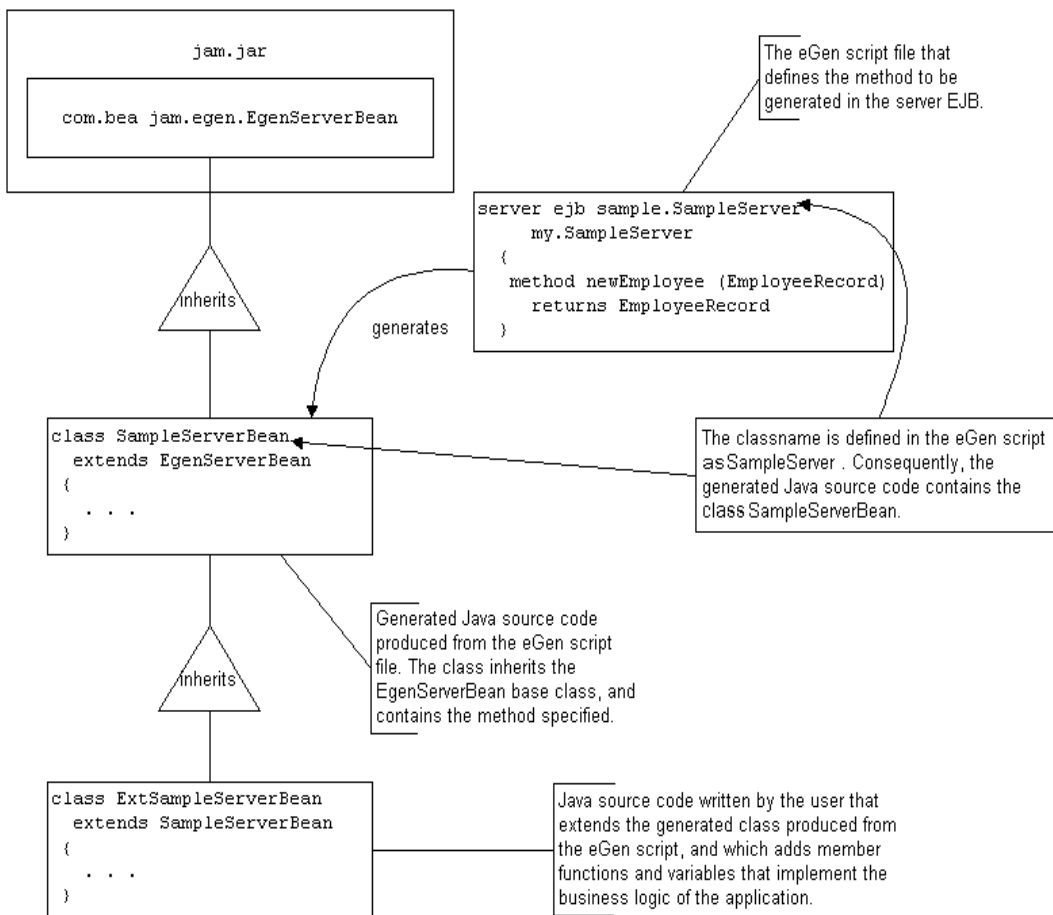 jam.jar
com.bea jam.egen.EgenServerBean
The eGen script file that
defines the method to be
generated in the server EJB.
server ejb sample.SampleServer
my.SampleServer
{
method newEmployee (EmployeeRecord)
returns EmployeeRecord
}
inherits
generates
class SampleServerBean
extends EgenServerBean
{
. . .
}
The classname is defined in the eGen script
as SampleServer . Consequently, the
generated Java source code contains the
class SampleServerBean.
Generated Java source code
produced from the eGen script
file. The class inherits the
EgenServerBean base class, and
contains the method specified.
inherits
class ExtSampleServerBean
extends SampleServerBean
{
. . .
}
Java source code written by the user that
extends the generated class produced from
the eGen script, and which adds member
functions and variables that implement the
business logic of the application.